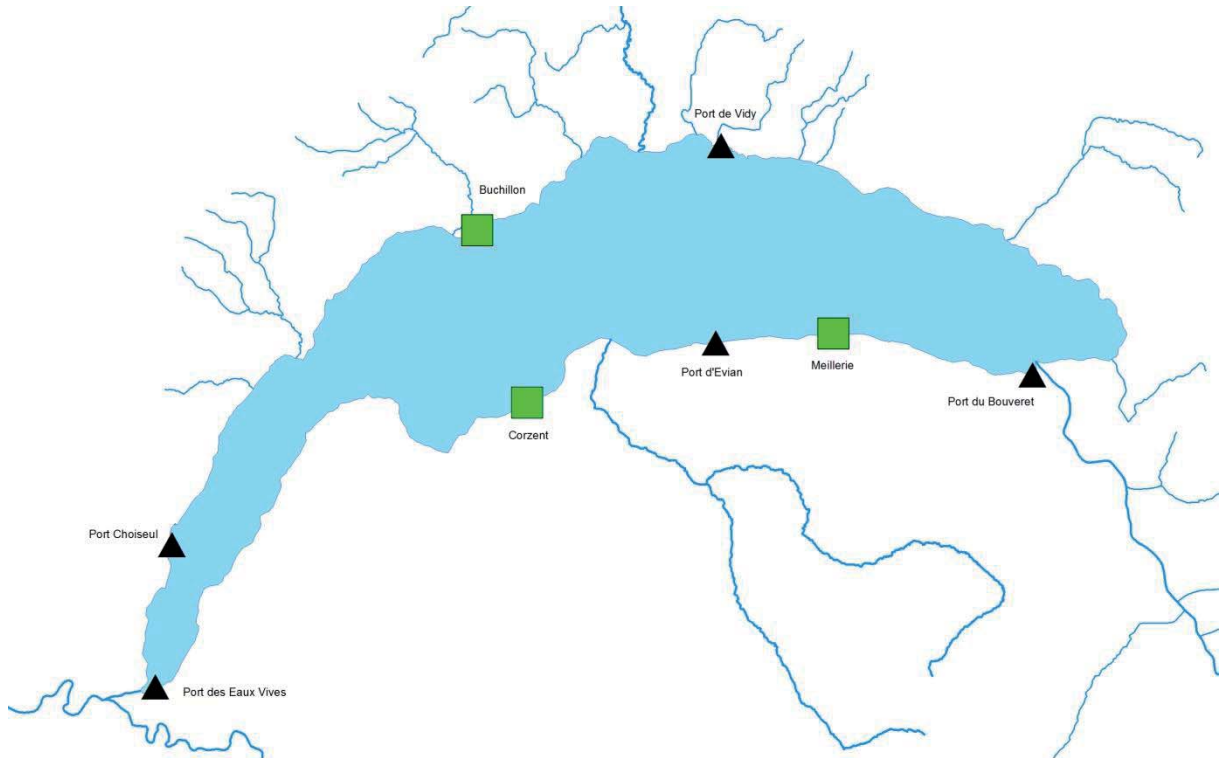 Port de Vidy
Buchillon
Port d'Evian
Meillerie
Port du Bouveret
Corzent
Port Choiseul
Port des Eaux Vives